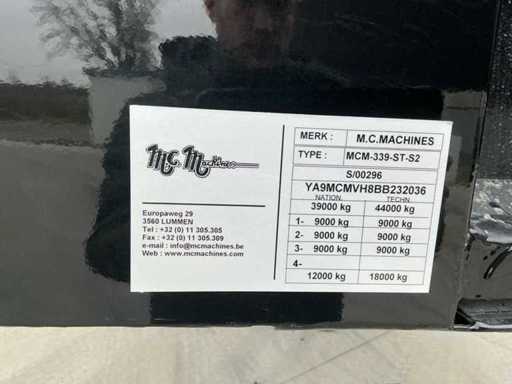 M.C. Machines
Europaweg 29
3560 LUMMEN
Tel : +32 (0) 11 305.305
Fax : +32 (0) 11 305.309
e-mail : info@mcmachines.be
Web : www.mcmachines.com
MERK : M.C.MACHINES
TYPE : MCM-339-ST-S2
S/00296
YA9MCMVH8BB232036
NATION. TECHN.
39000 kg 44000 kg
1- 9000 kg 9000 kg
2- 9000 kg 9000 kg
3- 9000 kg 9000 kg
4-
12000 kg 18000 kg